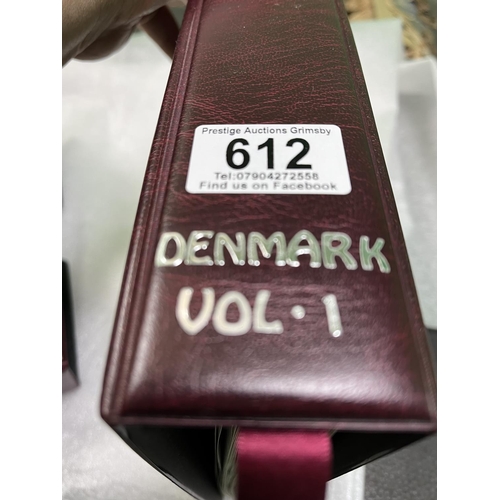 Prestige Auctions Grimsby
612
Tel:07904272558
Find us on Facebook
DENMARK
VOL·1